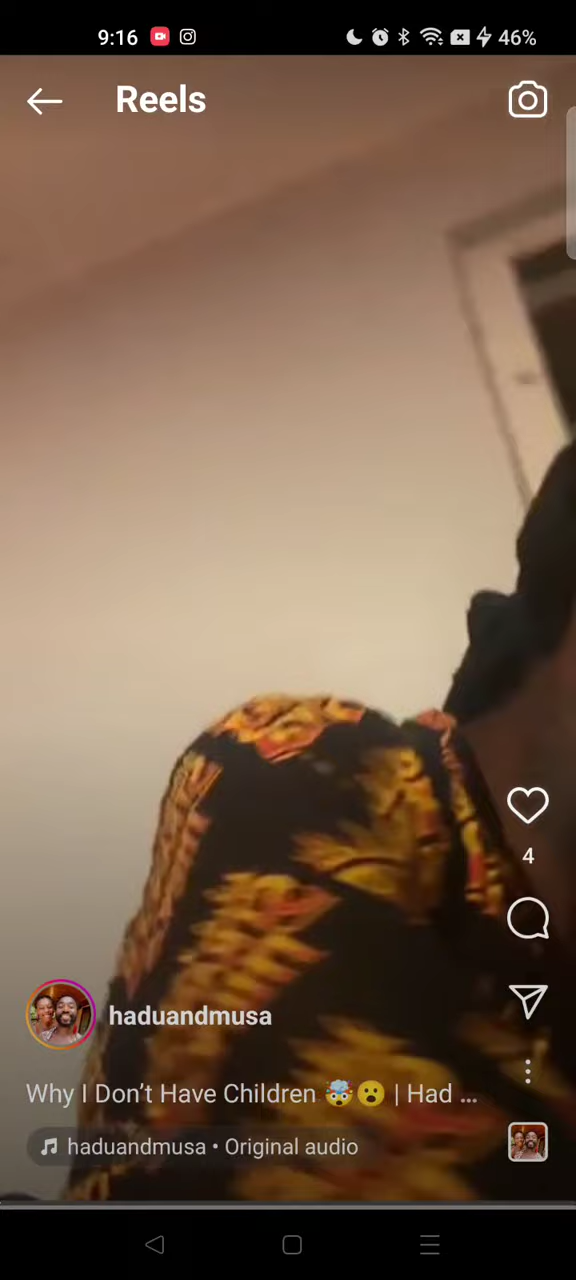 9:16 46%
Reels
4
haduandmusa
Why I Don’t Have Children 🤯😮 | Had ...
haduandmusa • Original audio